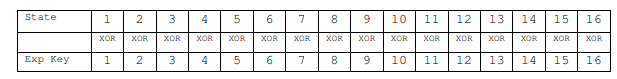 State 1 2 3 4 5 6 7 8 9 10 11 12 13 14 15 16
XOR XOR XOR XOR XOR XOR XOR XOR XOR XOR XOR XOR XOR XOR XOR XOR
Exp Key 1 2 3 4 5 6 7 8 9 10 11 12 13 14 15 16